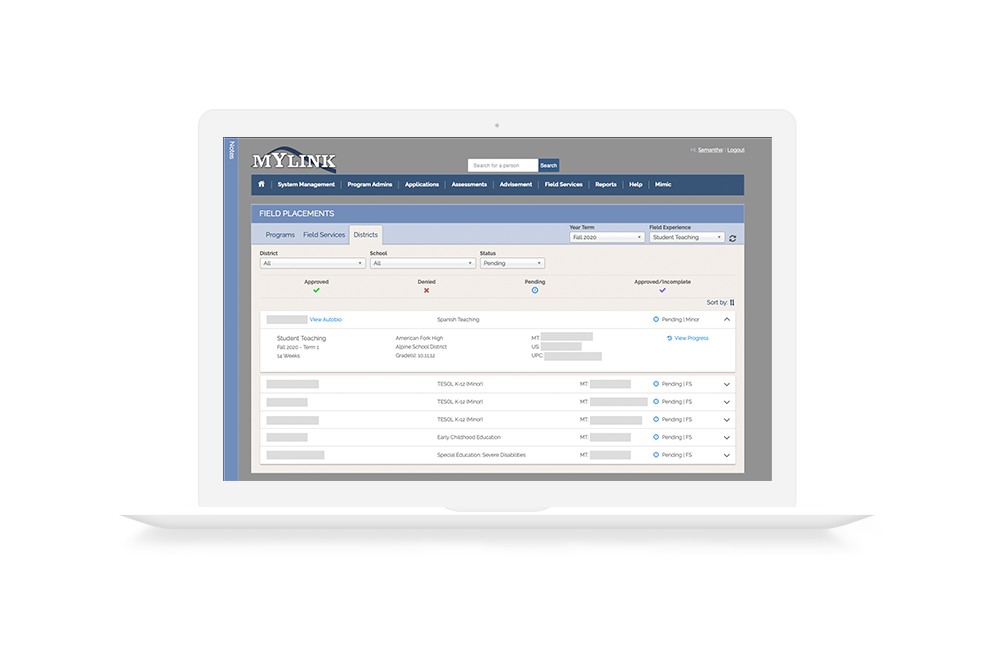 Notes
MYLINK
Hi Samantha | Logout
Search for a person Search
System Management Program Admins Applications Assessments Advisement Field Services Reports Help Mimic
FIELD PLACEMENTS
Programs Field Services Districts
Year Term Field Experience
Fall 2020 Student Teaching
District School Status
All All Pending
Approved Denied Pending Approved/Incomplete
Sort by:
View Autobio Spanish Teaching Pending | Minor
Student Teaching American Fork High MT: View Progress
Fall 2020 - Term 1 Alpine School District US:
14 Weeks Grade(s): 10,11,12 UPC:
TESOL K-12 (Minor) MT: Pending | FS
TESOL K-12 (Minor) MT: Pending | FS
TESOL K-12 (Minor) MT: Pending | FS
Early Childhood Education MT: Pending | FS
Special Education: Severe Disabilities MT: Pending | FS